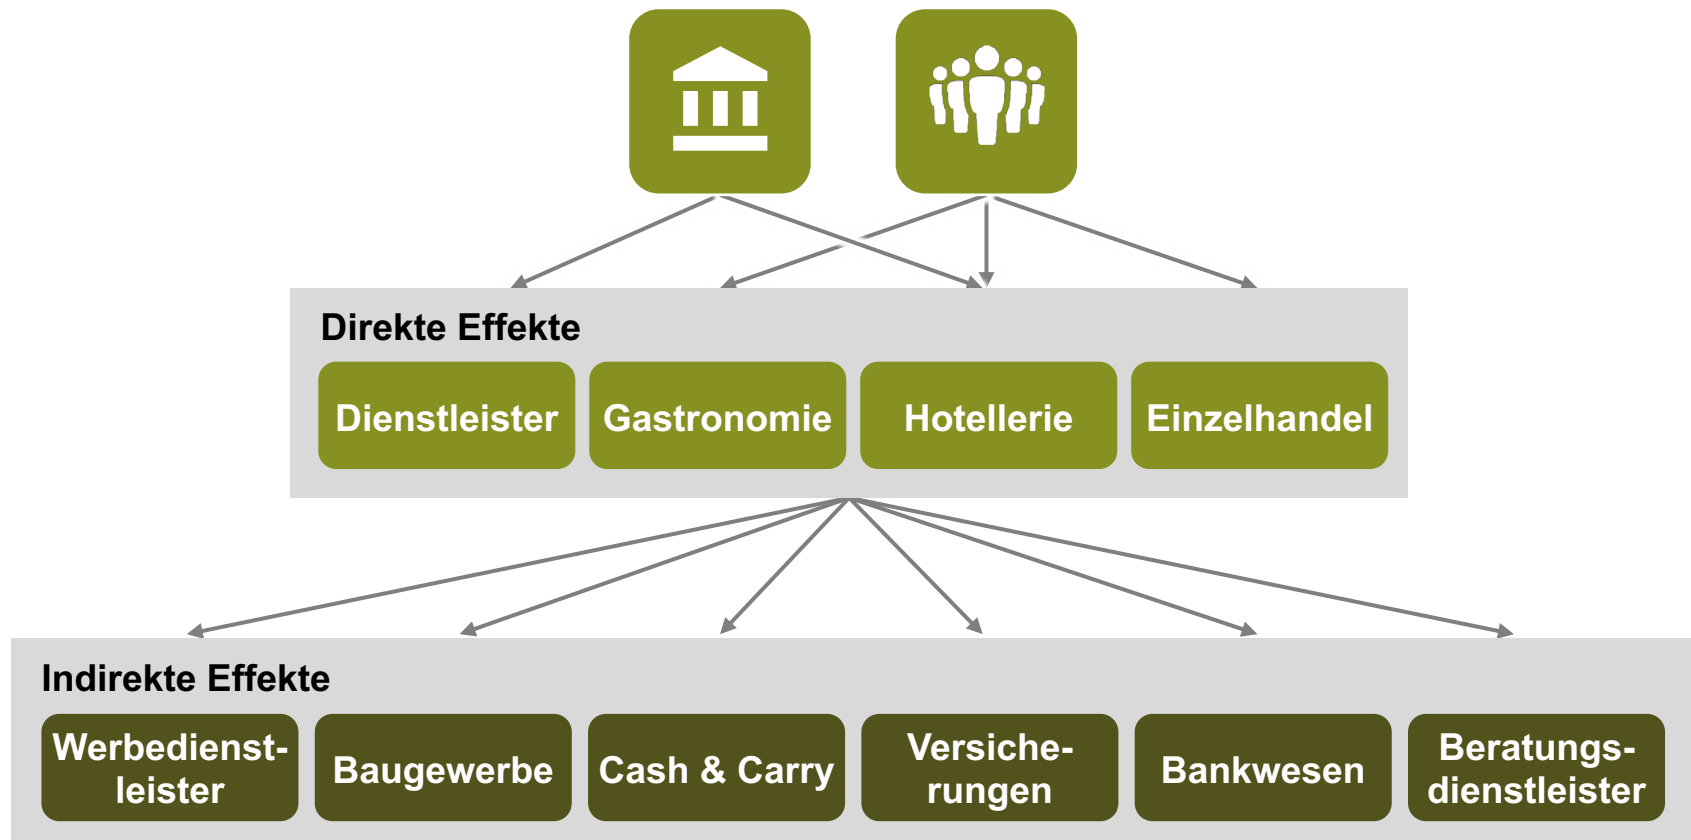 Direkte Effekte
Dienstleister
Gastronomie
Hotellerie
Einzelhandel
Indirekte Effekte
Werbedienst-
leister
Baugewerbe
Cash & Carry
Versiche-
rungen
Bankwesen
Beratungs-
dienstleister